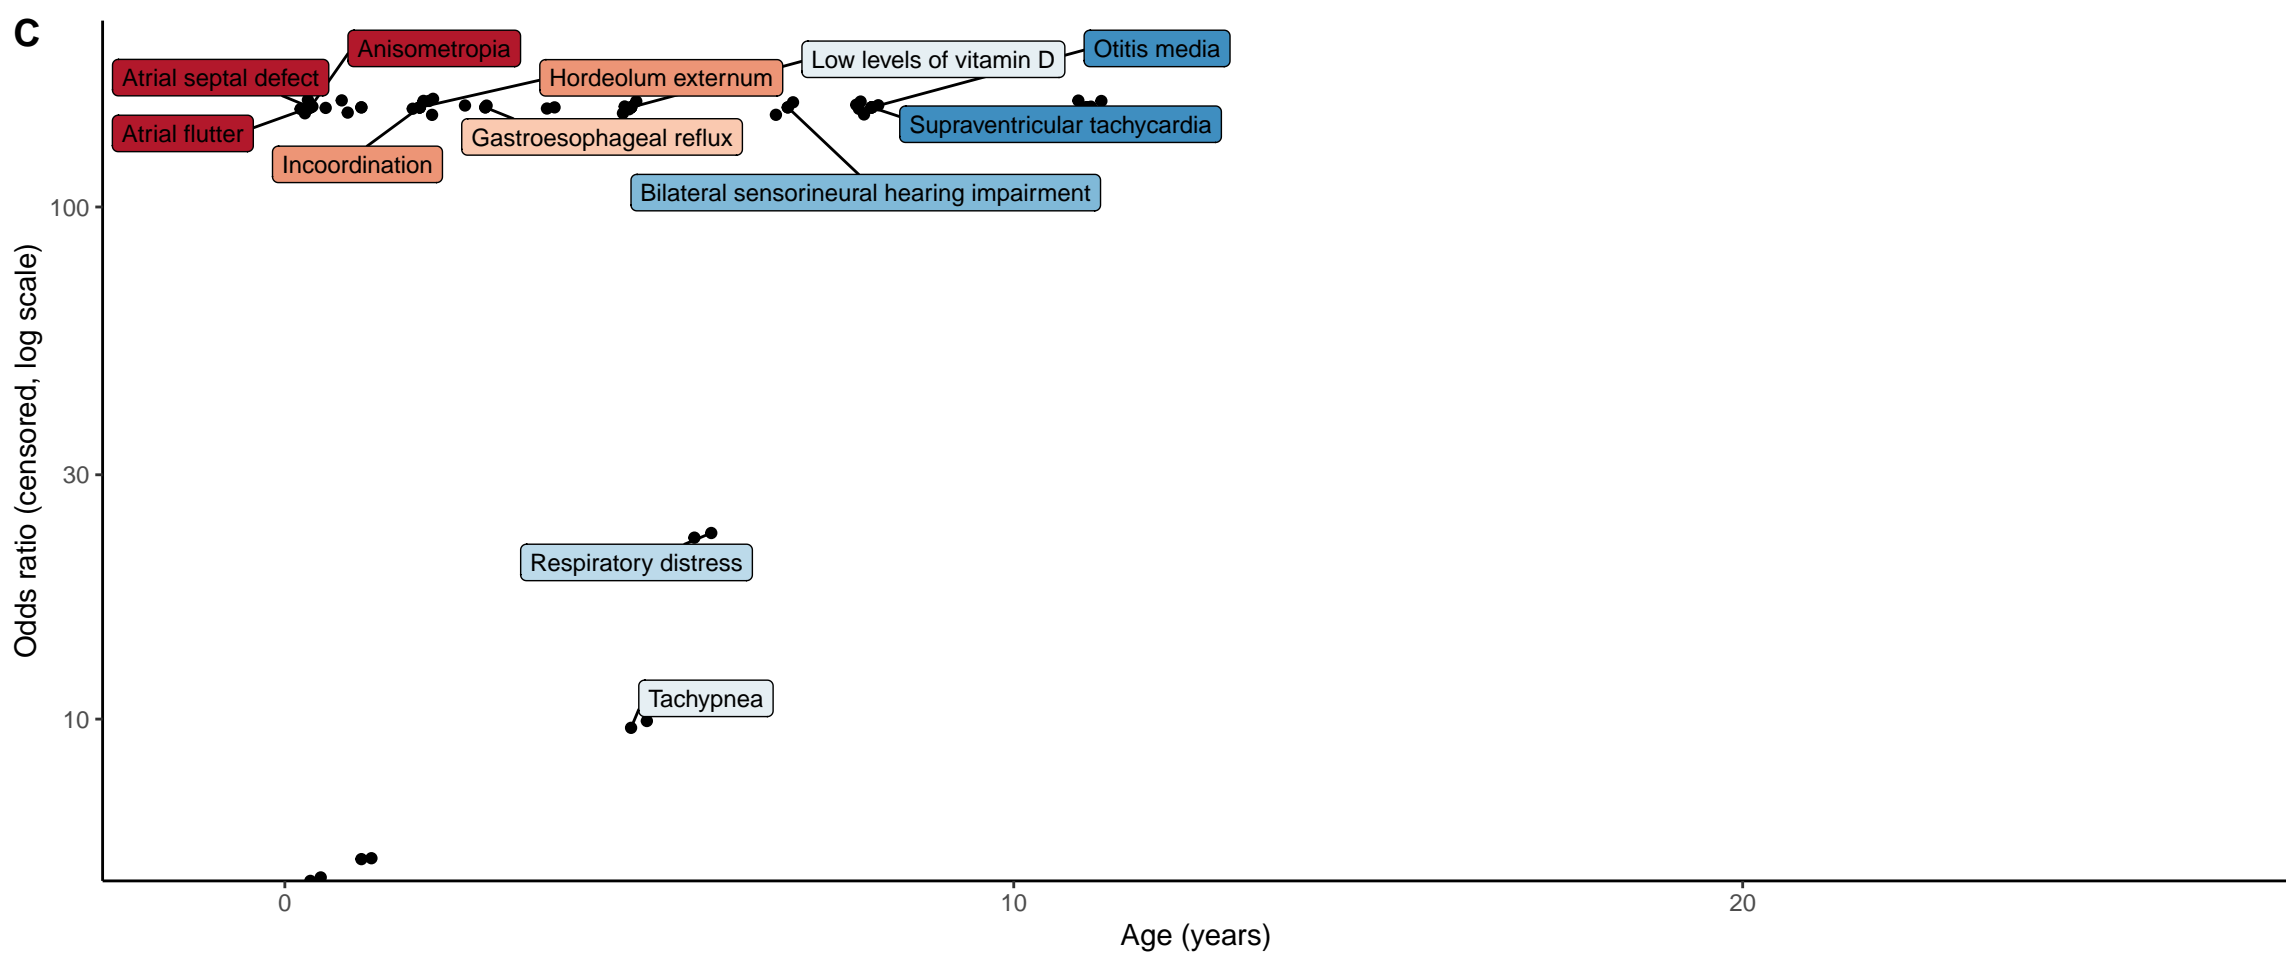 C
Anisometropia
Otitis media
Low levels of vitamin D
Atrial septal defect
Hordeolum externum
Supraventricular tachycardia
Atrial flutter
Gastroesophageal reflux
Incoordination
Bilateral sensorineural hearing impairment
100
30
10
Odds ratio (censored, log scale)
Respiratory distress
Tachypnea
0
10
20
Age (years)